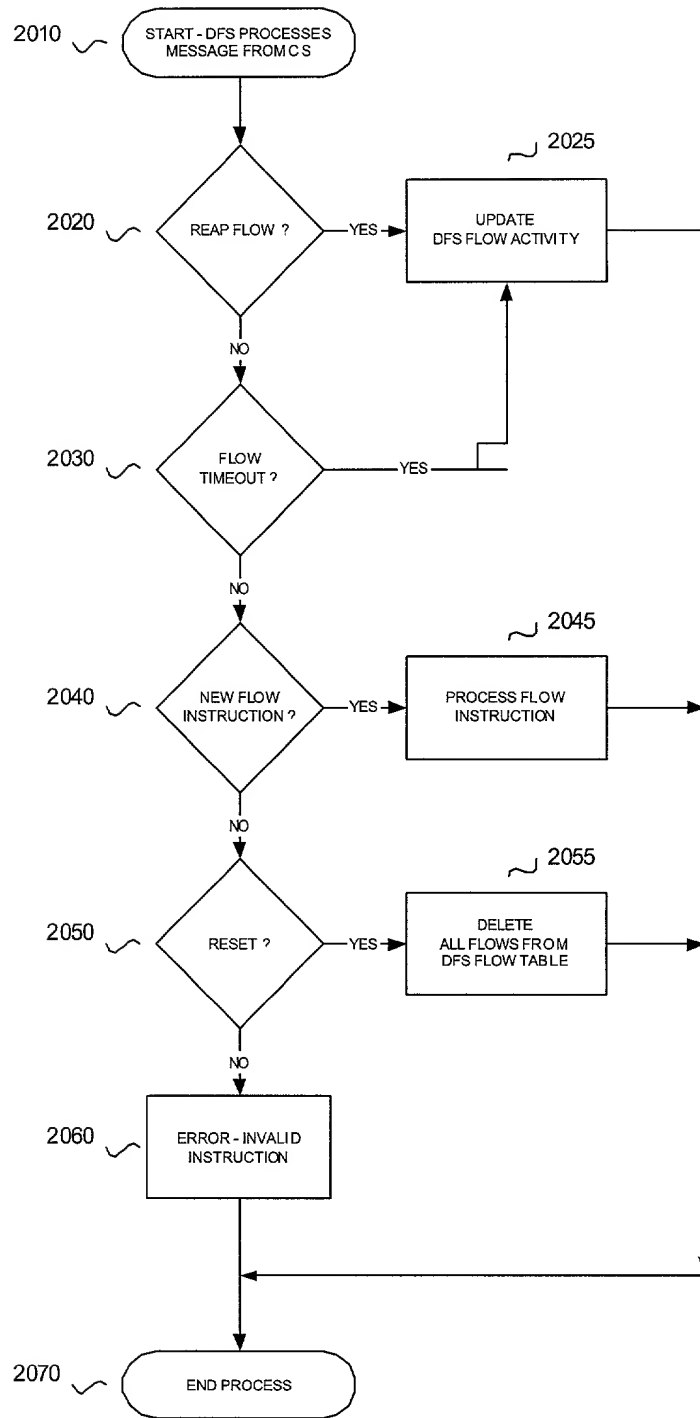 2010
START - DFS PROCESSES
MESSAGE FROM C S
2025
2020
REAP FLOW ?
YES
UPDATE
DFS FLOW ACTIVITY
NO
2030
FLOW
TIMEOUT ?
YES
NO
2045
2040
NEW FLOW
INSTRUCTION ?
YES
PROCESS FLOW
INSTRUCTION
NO
2055
2050
RESET ?
YES
DELETE
ALL FLOWS FROM
DFS FLOW TABLE
NO
2060
ERROR - INVALID
INSTRUCTION
2070
END PROCESS